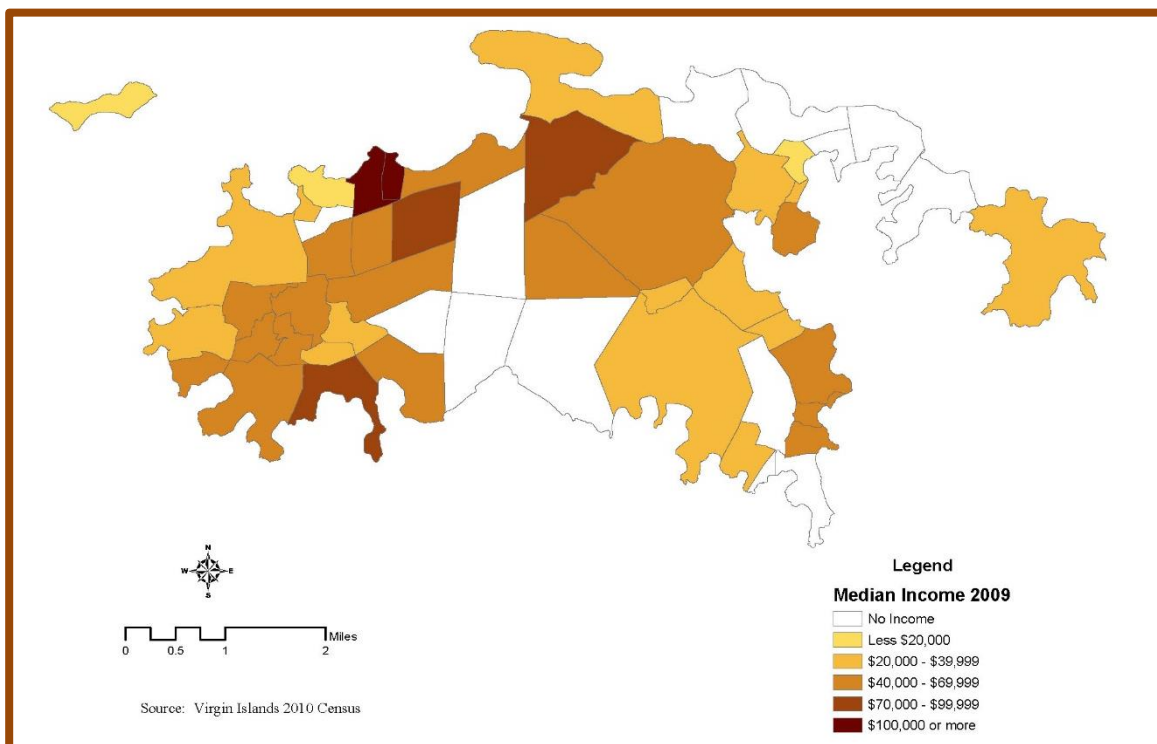 N
W E
S
Miles
0 0.5 1 2
Source: Virgin Islands 2010 Census
Legend
Median Income 2009
No Income
Less $20,000
$20,000 - $39,999
$40,000 - $69,999
$70,000 - $99,999
$100,000 or more